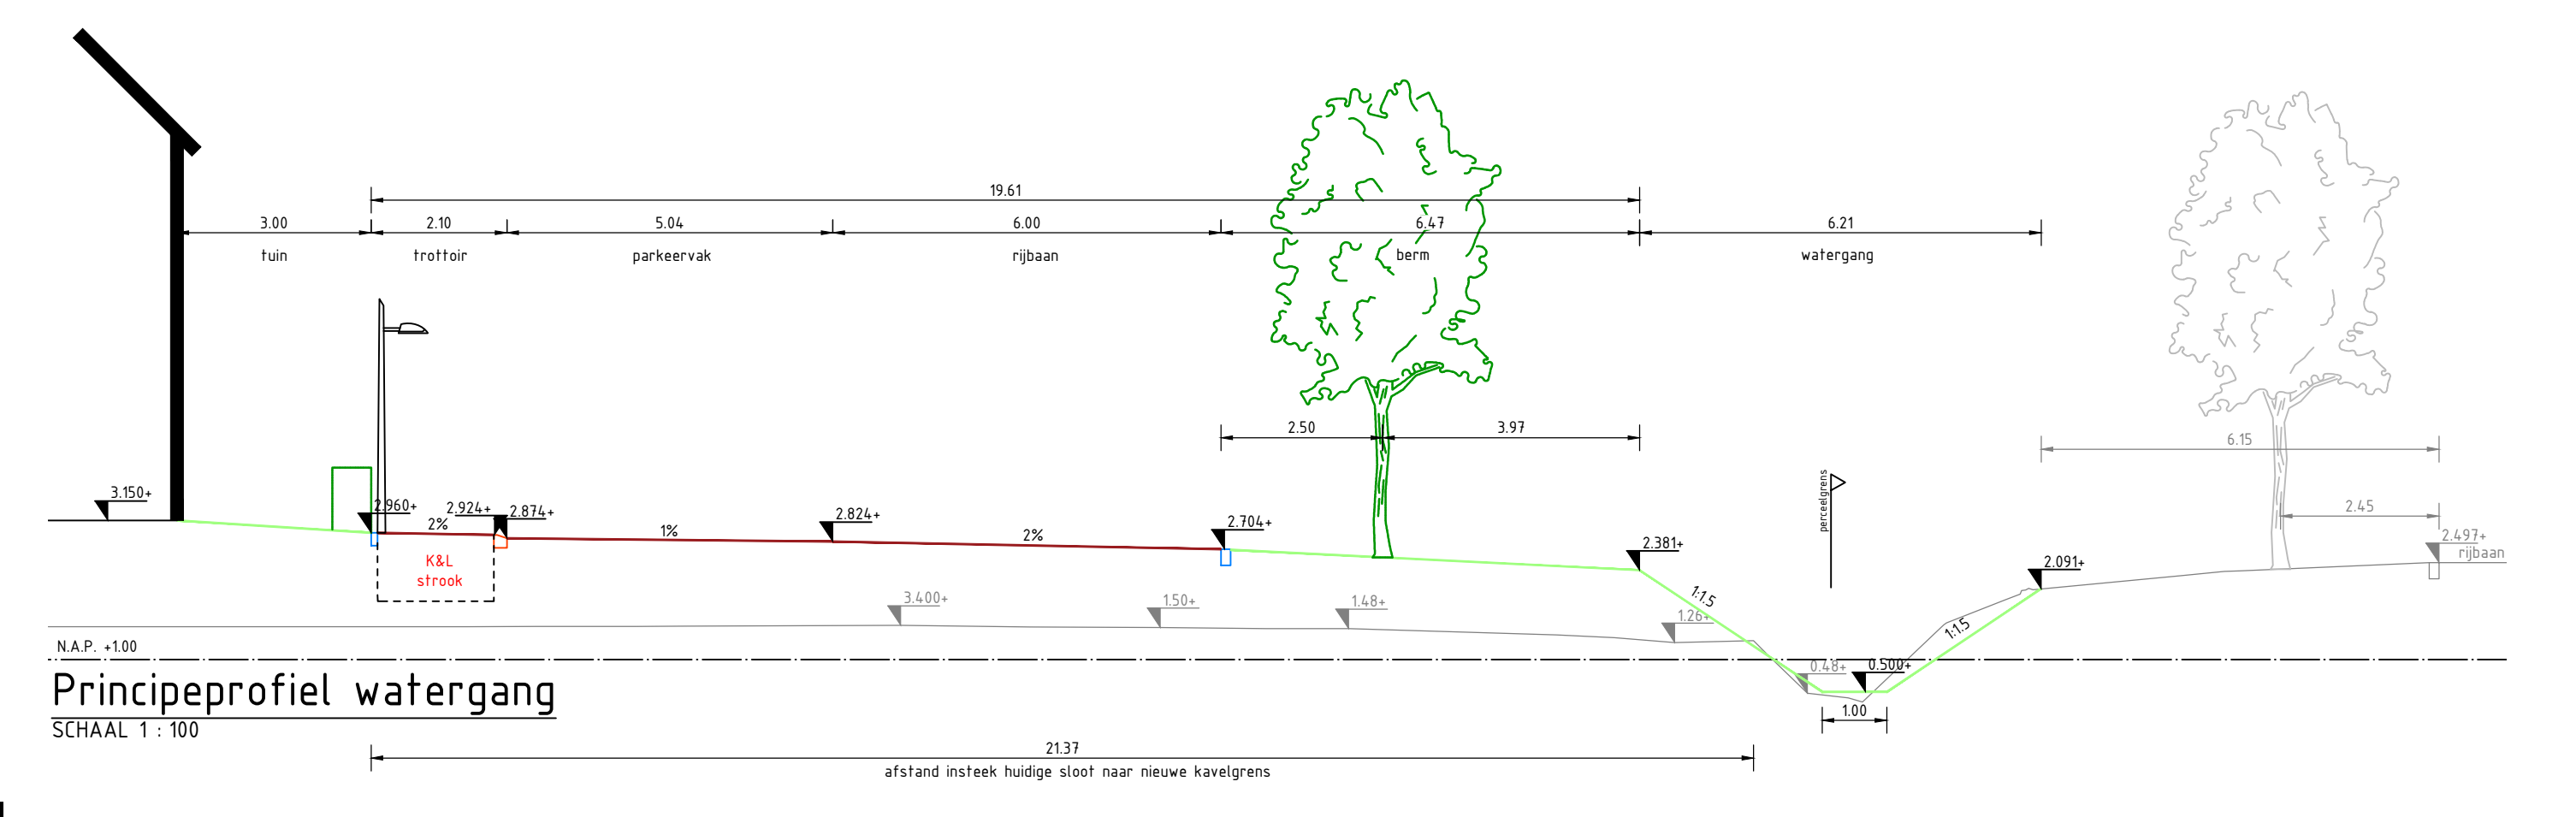 19.61
3.00
2.10
5.04
6.00
6.47
6.21
tuin
trottoir
parkeervak
rijbaan
berm
watergang
2.50
3.97
6.15
perceelgrens
2.45
3.150+
2.960+
2.924+
2.874+
2.824+
2.704+
2.381+
2.091+
2.497+
rijbaan
2%
1%
2%
K&L
strook
1:1.5
1:1.5
3.400+
1.50+
1.48+
1.26+
0.48+
0.500+
N.A.P. +1.00
Principeprofiel watergang
SCHAAL 1 : 100
1.00
21.37
afstand insteek huidige sloot naar nieuwe kavelgrens